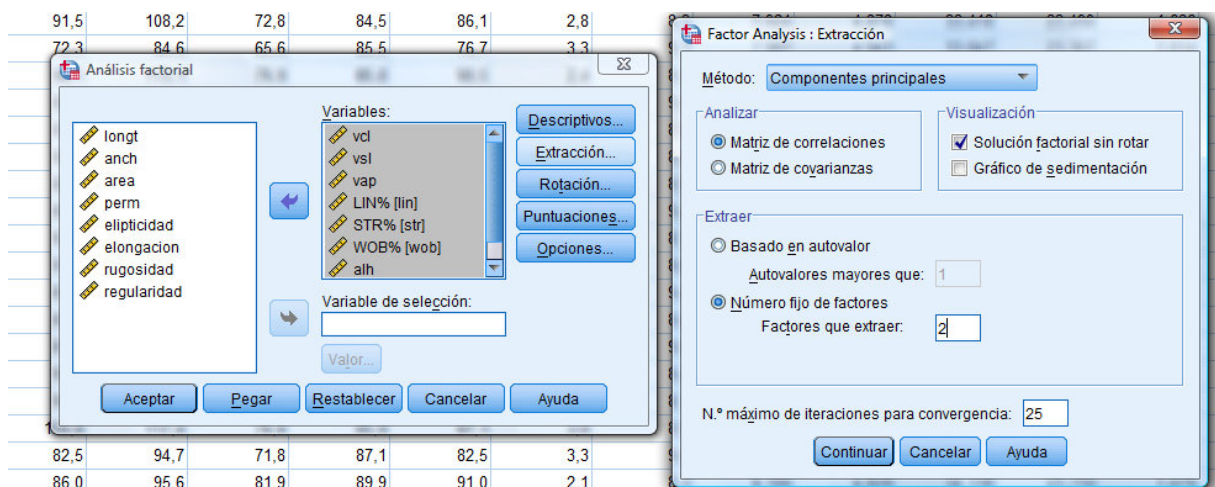 91,5 108,2 72,8 84,5 86,1 2,8
72,3 84,6 65,6 85,5 76,7 3,3
Análisis factorial
longt
anch
area
perm
elipticidad
elongacion
rugosidad
regularidad
Variables:
vcl
vsl
vap
LIN% [lin]
STR% [str]
WOB% [wob]
alh
Variable de selección:
Valor...
Descriptivos...
Extracción...
Rotación...
Puntuaciones...
Opciones...
Aceptar Pegar Restablecer Cancelar Ayuda
82,5 94,7 71,8 87,1 82,5 3,3
86,0 95,6 81,9 89,9 91,0 2,1
Factor Analysis : Extracción
Método: Componentes principales
Analizar
Matriz de correlaciones
Matriz de covarianzas
Visualización
Solución factorial sin rotar
Gráfico de sedimentación
Extraer
Basado en autovalor
Autovalores mayores que: 1
Número fijo de factores
Factores que extraer: 2
N.º máximo de iteraciones para convergencia: 25
Continuar Cancelar Ayuda